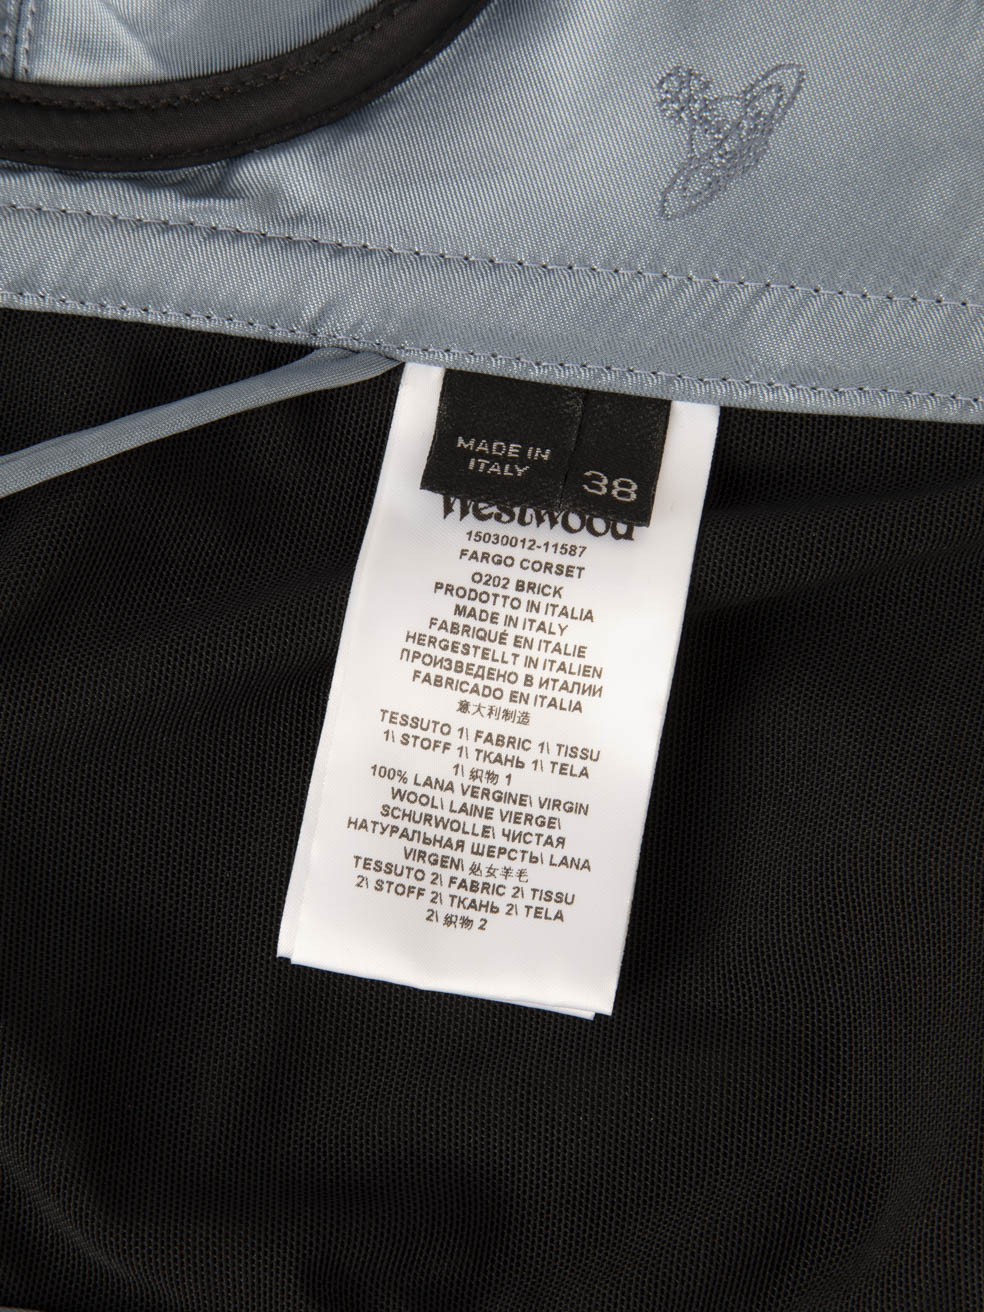 MADE IN
ITALY
38
Westwood
15030012-11587
FARGO CORSET
O202 BRICK
PRODOTTO IN ITALIA
MADE IN ITALY
FABRIQUÉ EN ITALIE
HERGESTELLT IN ITALIEN
ПРОИЗВЕДЕНО В ИТАЛИИ
FABRICADO EN ITALIA
意大利制造
TESSUTO 1\ FABRIC 1\ TISSU
1\ STOFF 1\ ТКАНЬ 1\ TELA
1\ 织物 1
100% LANA VERGINE\ VIRGIN
WOOL\ LAINE VIERGE\
SCHURWOLLE\ ЧИСТАЯ
НАТУРАЛЬНАЯ ШЕРСТЬ\ LANA
VIRGEN\ 处女羊毛
TESSUTO 2\ FABRIC 2\ TISSU
2\ STOFF 2\ ТКАНЬ 2\ TELA
2\ 织物 2